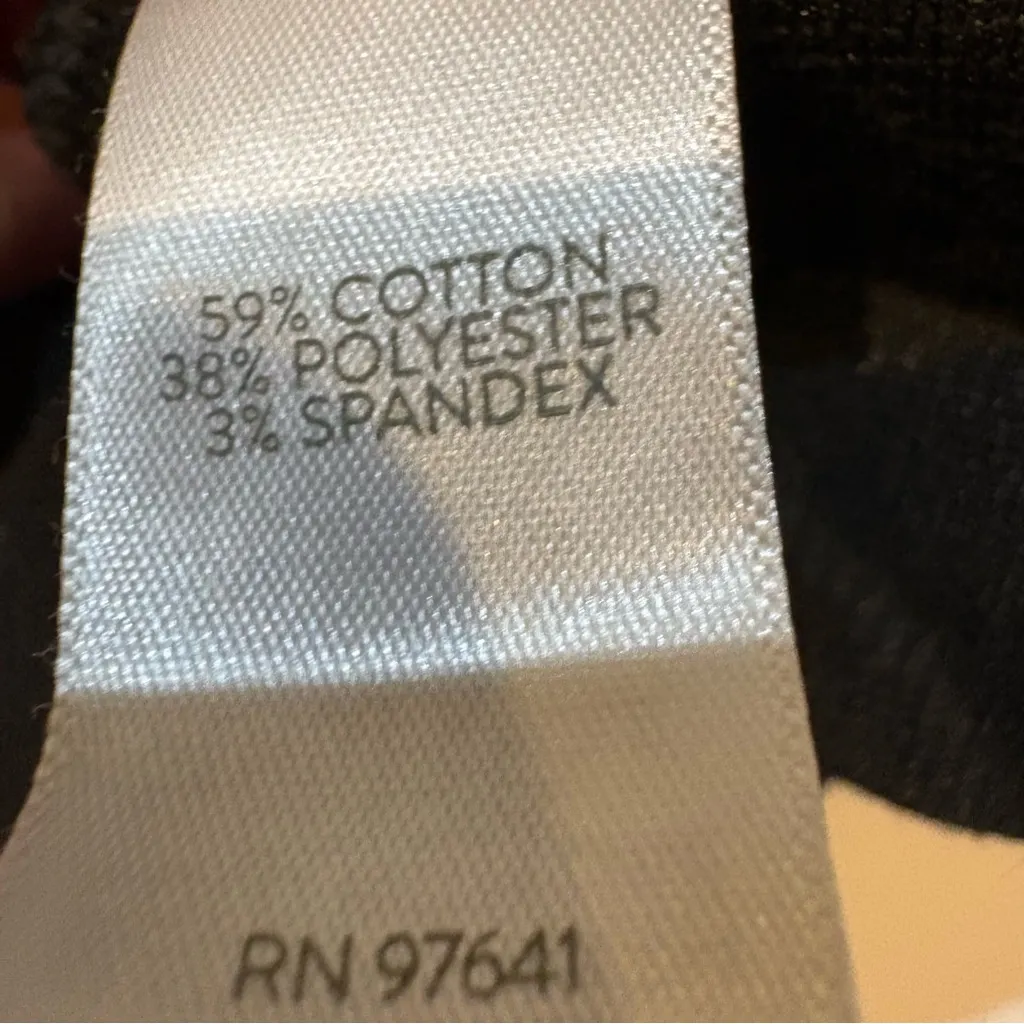 59% COTTON
38% POLYESTER
3% SPANDEX
RN 97641